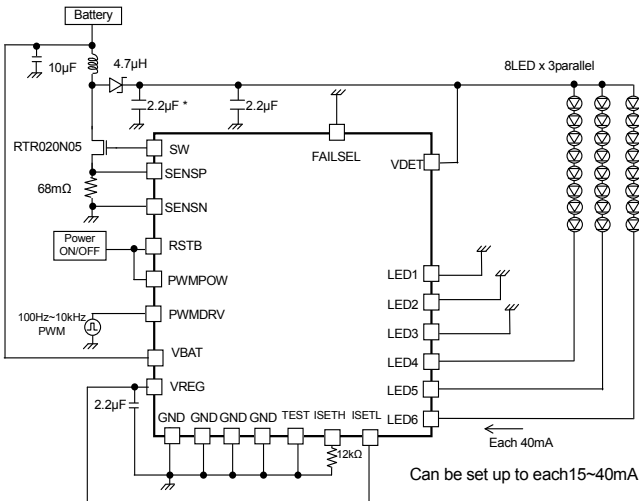 Battery
10µF
4.7µH
8LED x 3parallel
2.2µF *
2.2µF
RTR020N05
SW
FAILSEL
VDET
SENSP
68mΩ
SENSN
Power
ON/OFF
RSTB
LED1
PWMPOW
LED2
100Hz~10kHz
PWM
PWMDRV
LED3
VBAT
LED4
VREG
LED5
2.2µF
GND
GND
GND
GND
TEST
ISETH
ISETL
LED6
12kΩ
Each 40mA
Can be set up to each15~40mA